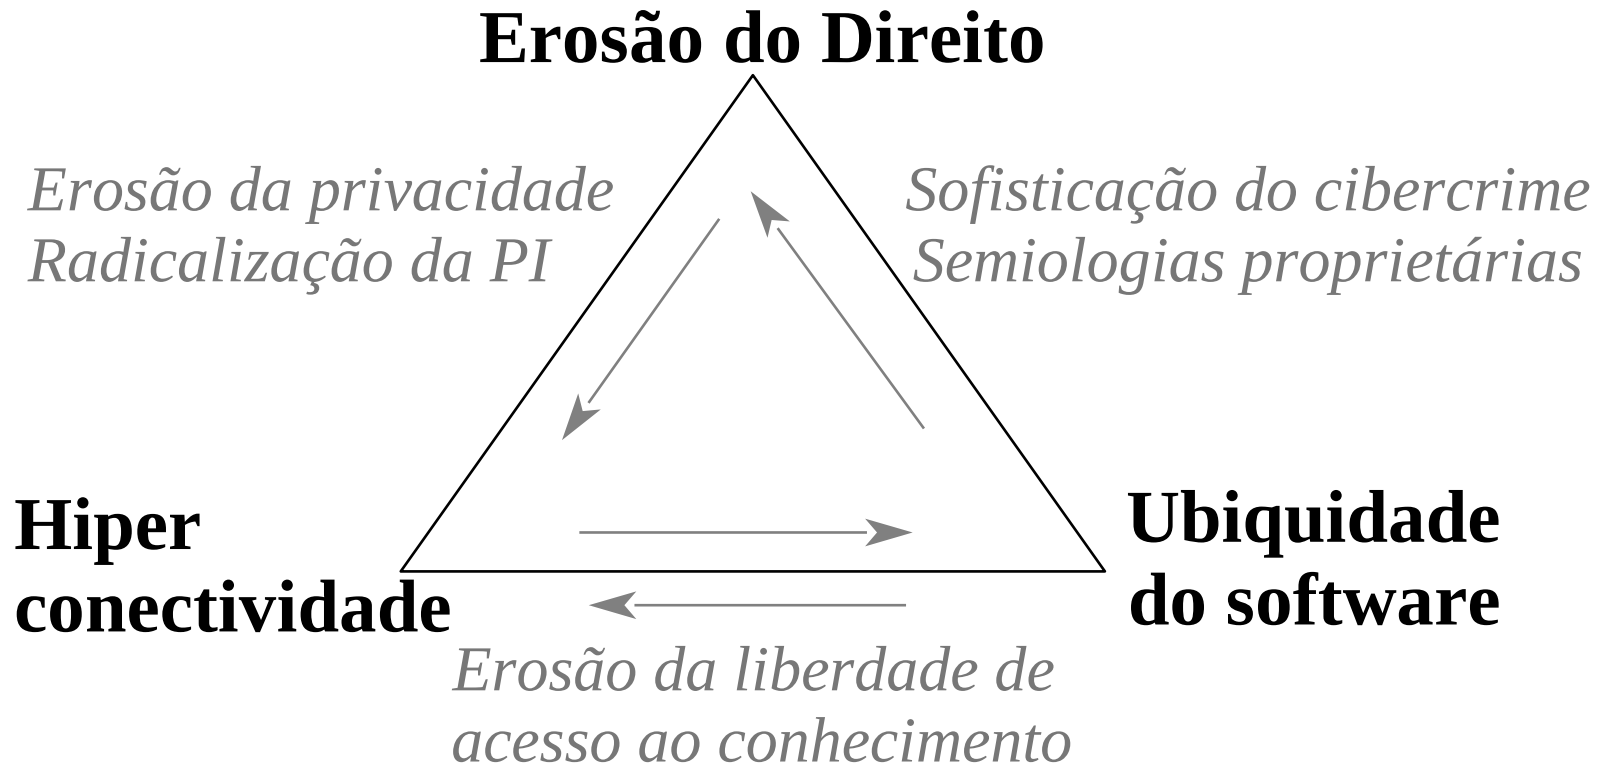 Erosão do Direito
Erosão da privacidade
Radicalização da PI
Sofisticação do cibercrime
Semiologias proprietárias
Hiper
conectividade
Ubiquidade
do software
Erosão da liberdade de
acesso ao conhecimento